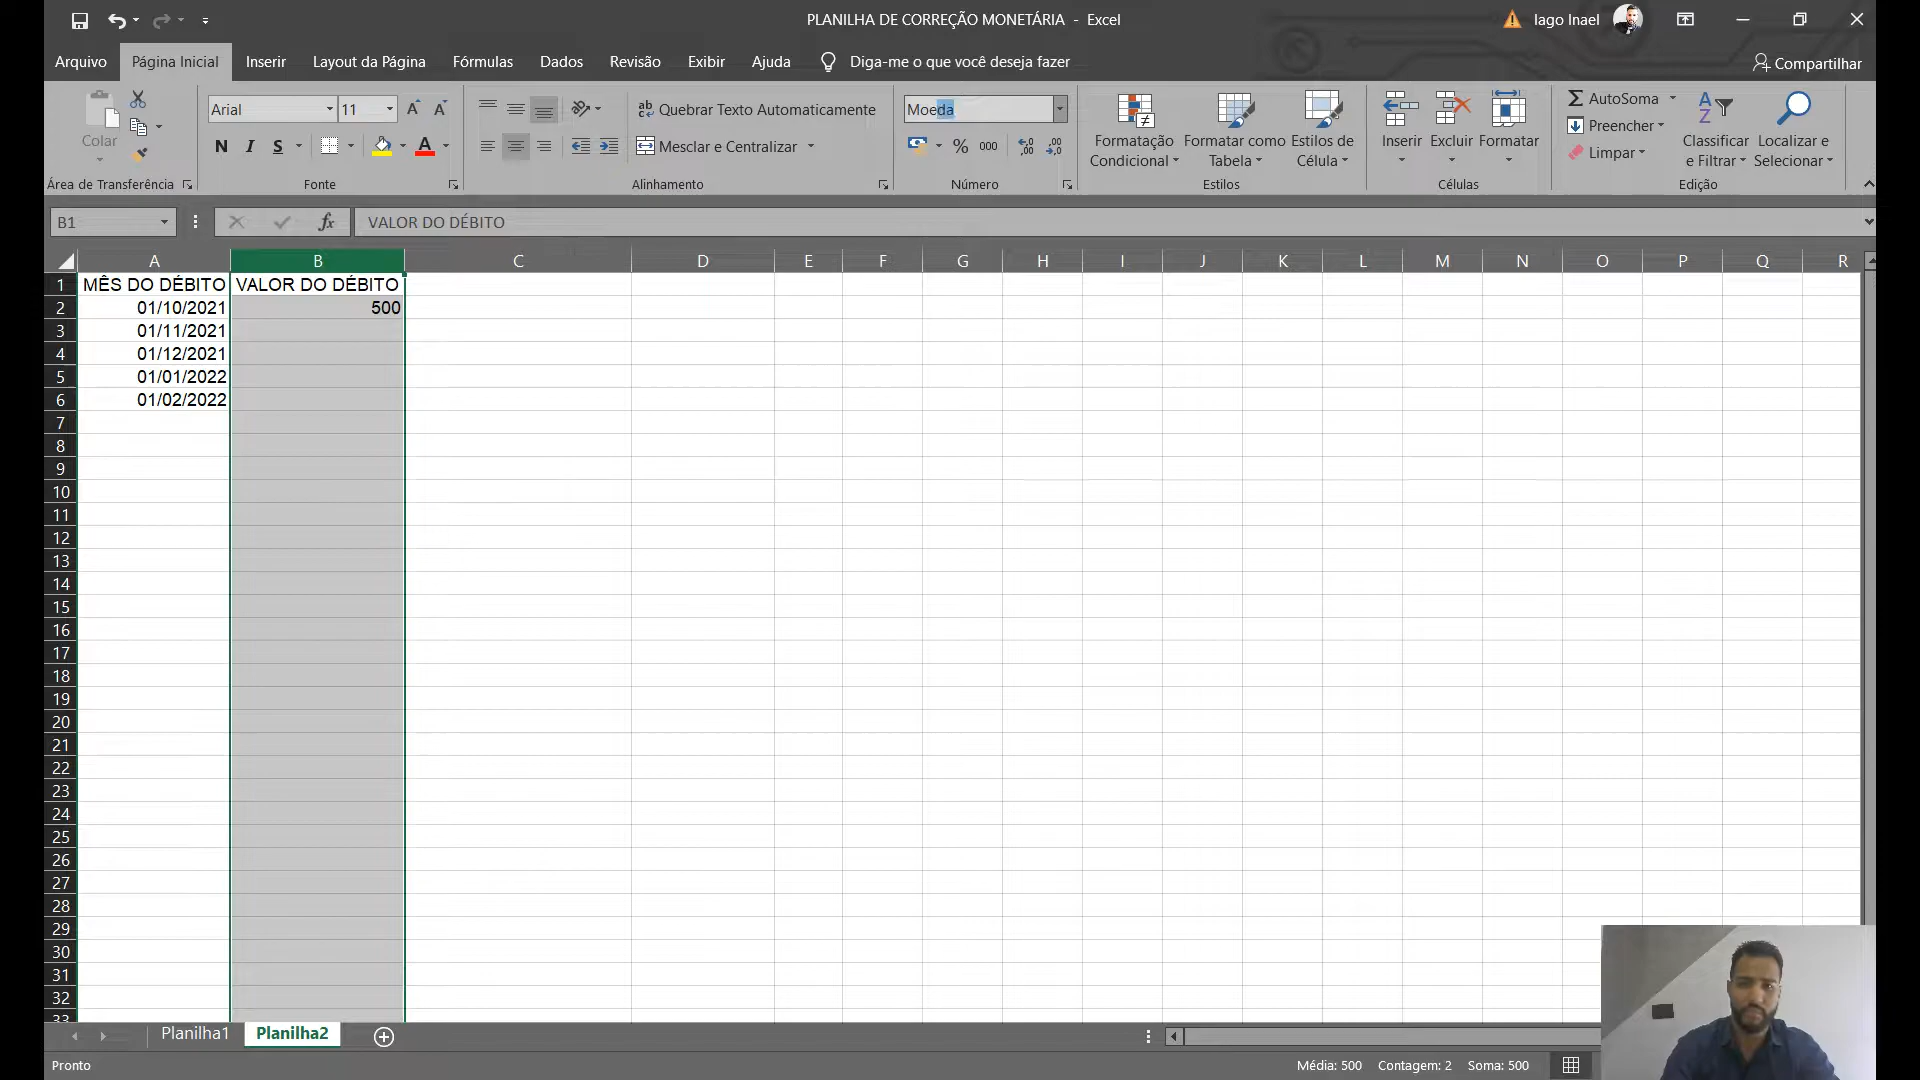 PLANILHA DE CORREÇÃO MONETÁRIA - Excel
Iago Inael
Arquivo Página Inicial Inserir Layout da Página Fórmulas Dados Revisão Exibir Ajuda Diga-me o que você deseja fazer Compartilhar
Colar
Área de Transferência
Arial 11
N I S
Fonte
Quebrar Texto Automaticamente
Mesclar e Centralizar
Alinhamento
Moeda
% 000
Número
Formatação Condicional
Formatar como Tabela
Estilos de Célula
Estilos
Inserir Excluir Formatar
Células
AutoSoma
Preencher
Limpar
Classificar e Filtrar
Localizar e Selecionar
Edição
B1 fx VALOR DO DÉBITO
A B C D E F G H I J K L M N O P Q R
1 MÊS DO DÉBITO VALOR DO DÉBITO
2 01/10/2021 500
3 01/11/2021
4 01/12/2021
5 01/01/2022
6 01/02/2022
7
8
9
10
11
12
13
14
15
16
17
18
19
20
21
22
23
24
25
26
27
28
29
30
31
32
33
Planilha1 Planilha2
Pronto Média: 500 Contagem: 2 Soma: 500